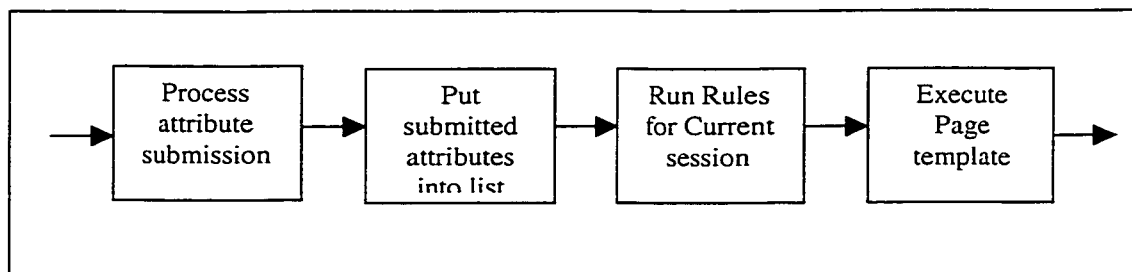 Process
attribute
submission
Put
submitted
attributes
into list
Run Rules
for Current
session
Execute
Page
template